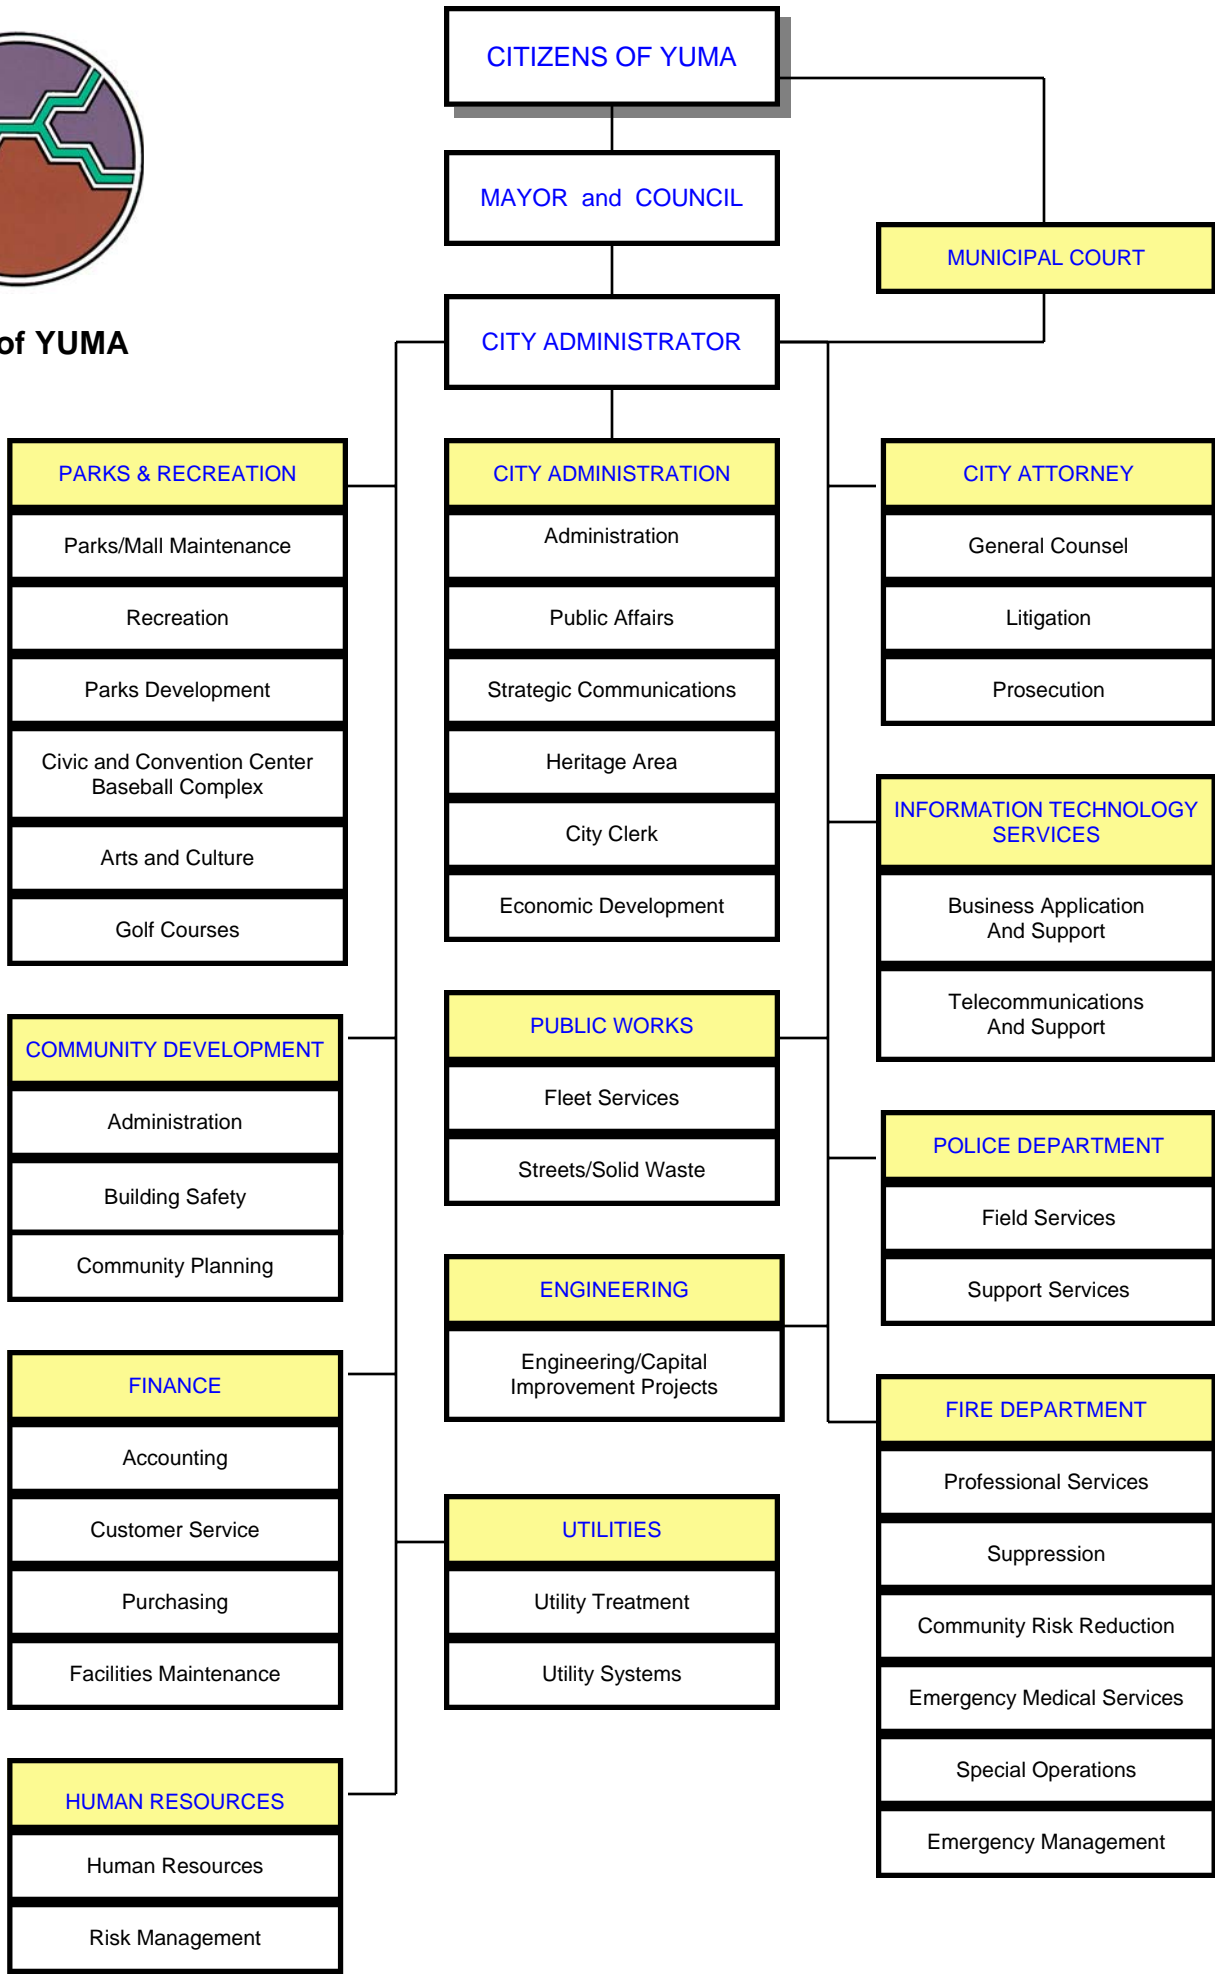 CITIZENS OF YUMA
MAYOR and COUNCIL
MUNICIPAL COURT
of YUMA
CITY ADMINISTRATOR
PARKS & RECREATION
Parks/Mall Maintenance
Recreation
Parks Development
Civic and Convention Center
Baseball Complex
Arts and Culture
Golf Courses
COMMUNITY DEVELOPMENT
Administration
Building Safety
Community Planning
FINANCE
Accounting
Customer Service
Purchasing
Facilities Maintenance
HUMAN RESOURCES
Human Resources
Risk Management
CITY ADMINISTRATION
Administration
Public Affairs
Strategic Communications
Heritage Area
City Clerk
Economic Development
PUBLIC WORKS
Fleet Services
Streets/Solid Waste
ENGINEERING
Engineering/Capital
Improvement Projects
UTILITIES
Utility Treatment
Utility Systems
CITY ATTORNEY
General Counsel
Litigation
Prosecution
INFORMATION TECHNOLOGY
SERVICES
Business Application
And Support
Telecommunications
And Support
POLICE DEPARTMENT
Field Services
Support Services
FIRE DEPARTMENT
Professional Services
Suppression
Community Risk Reduction
Emergency Medical Services
Special Operations
Emergency Management